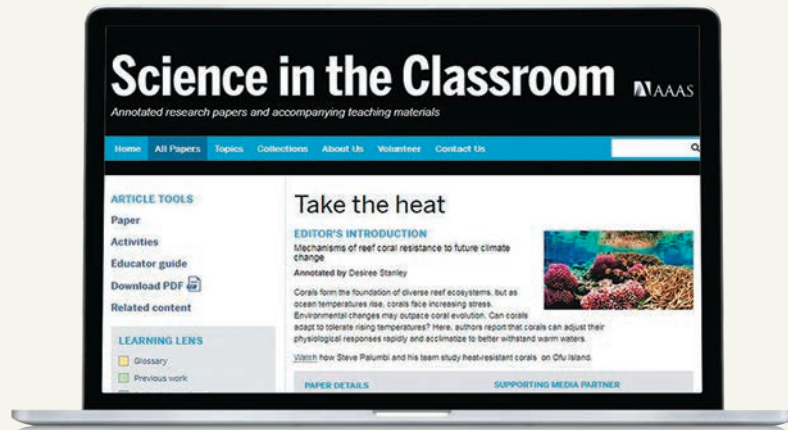 Science in the Classroom
AAAS
Annotated research papers and accompanying teaching materials
Home All Papers Topics Collections About Us Volunteer Contact Us
ARTICLE TOOLS
Paper
Activities
Educator guide
Download PDF
Related content
LEARNING LENS
Glossary
Previous work
Take the heat
EDITOR'S INTRODUCTION
Mechanisms of reef coral resistance to future climate
change
Annotated by Desiree Stanley
Corals form the foundation of diverse reef ecosystems, but as
ocean temperatures rise, corals face increasing stress.
Environmental changes may outpace coral evolution. Can corals
adapt to tolerate rising temperatures? Here, authors report that corals can adjust their
physiological responses rapidly and acclimatize to better withstand warm waters.
Watch how Steve Palumbi and his team study heat-resistant corals on Ofu Island.
PAPER DETAILS
SUPPORTING MEDIA PARTNER